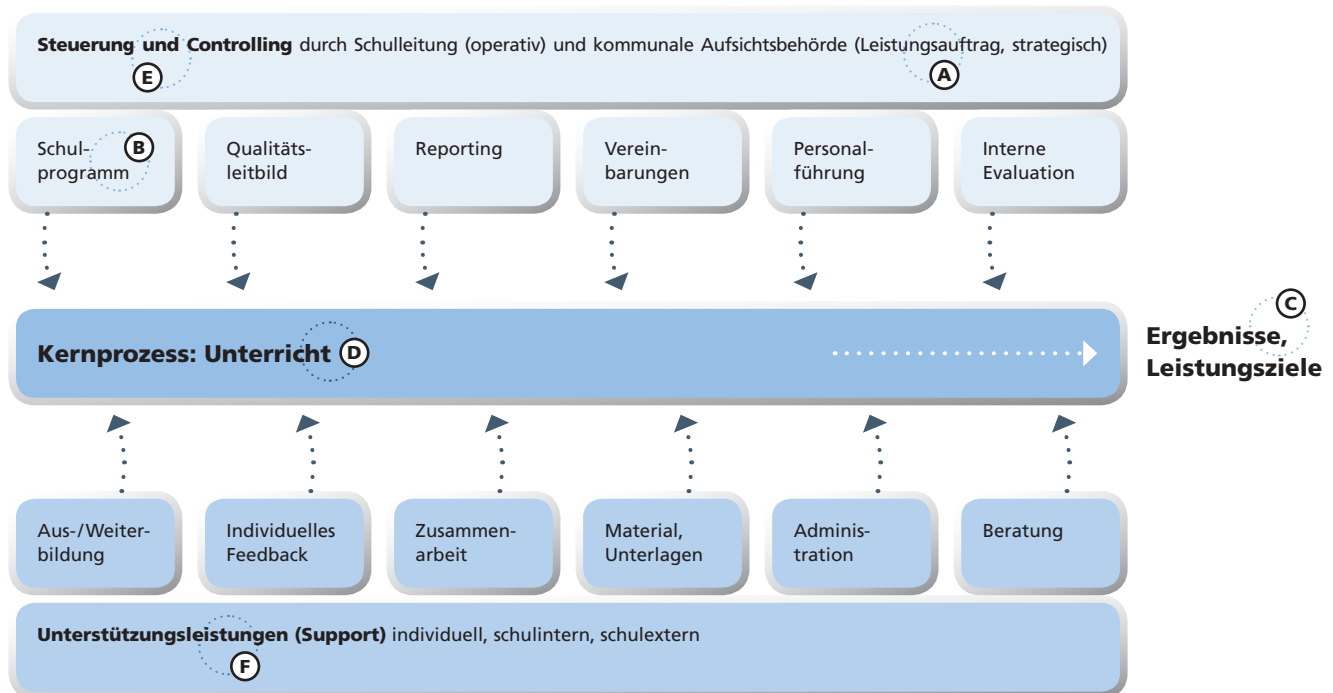 Steuerung und Controlling durch Schulleitung (operativ) und kommunale Aufsichtsbehörde (Leistungsauftrag, strategisch)
E
A
Schul-
programm
B
Qualitäts-
leitbild
Reporting
Verein-
barungen
Personal-
führung
Interne
Evaluation
Kernprozess: Unterricht D
C
Ergebnisse,
Leistungsziele
Aus-/Weiter-
bildung
Individuelles
Feedback
Zusammen-
arbeit
Material,
Unterlagen
Adminis-
tration
Beratung
Unterstützungsleistungen (Support) individuell, schulintern, schulextern
F